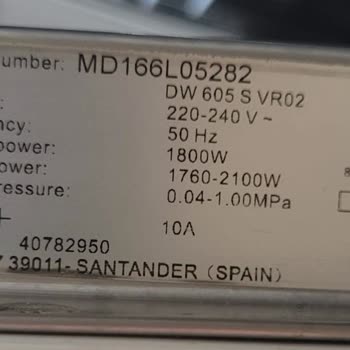 number: MD166L05282
DW 605 S VR02
220-240 V ~
ncy: 50 Hz
power: 1800W
ower: 1760-2100W
ressure: 0.04-1.00MPa
10A
40782950
39011- SANTANDER (SPAIN)